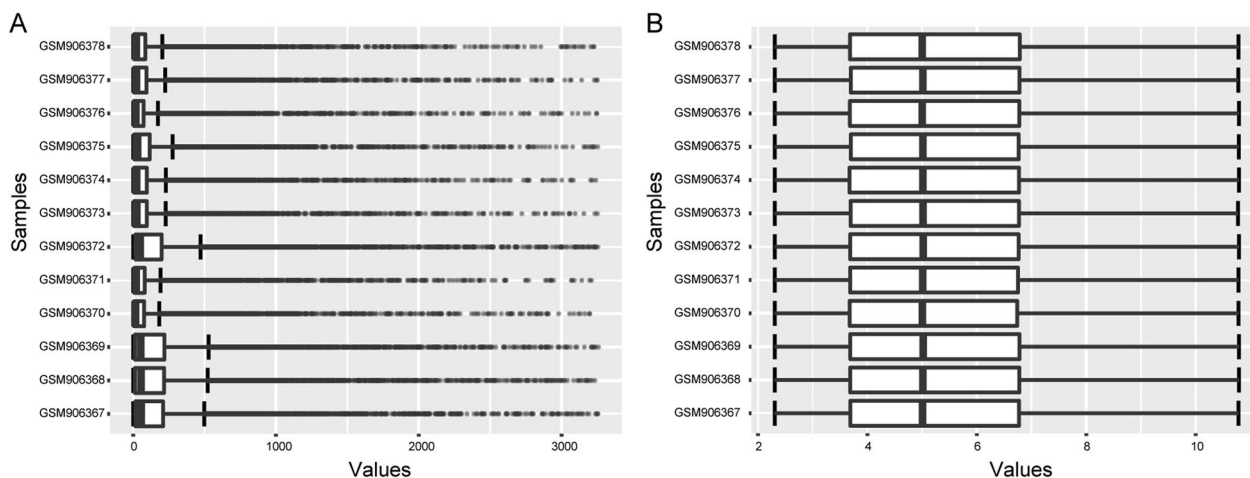 A
Samples
GSM906378
GSM906377
GSM906376
GSM906375
GSM906374
GSM906373
GSM906372
GSM906371
GSM906370
GSM906369
GSM906368
GSM906367
0 1000 2000 3000
Values
B
Samples
GSM906378
GSM906377
GSM906376
GSM906375
GSM906374
GSM906373
GSM906372
GSM906371
GSM906370
GSM906369
GSM906368
GSM906367
2 4 6 8 10
Values